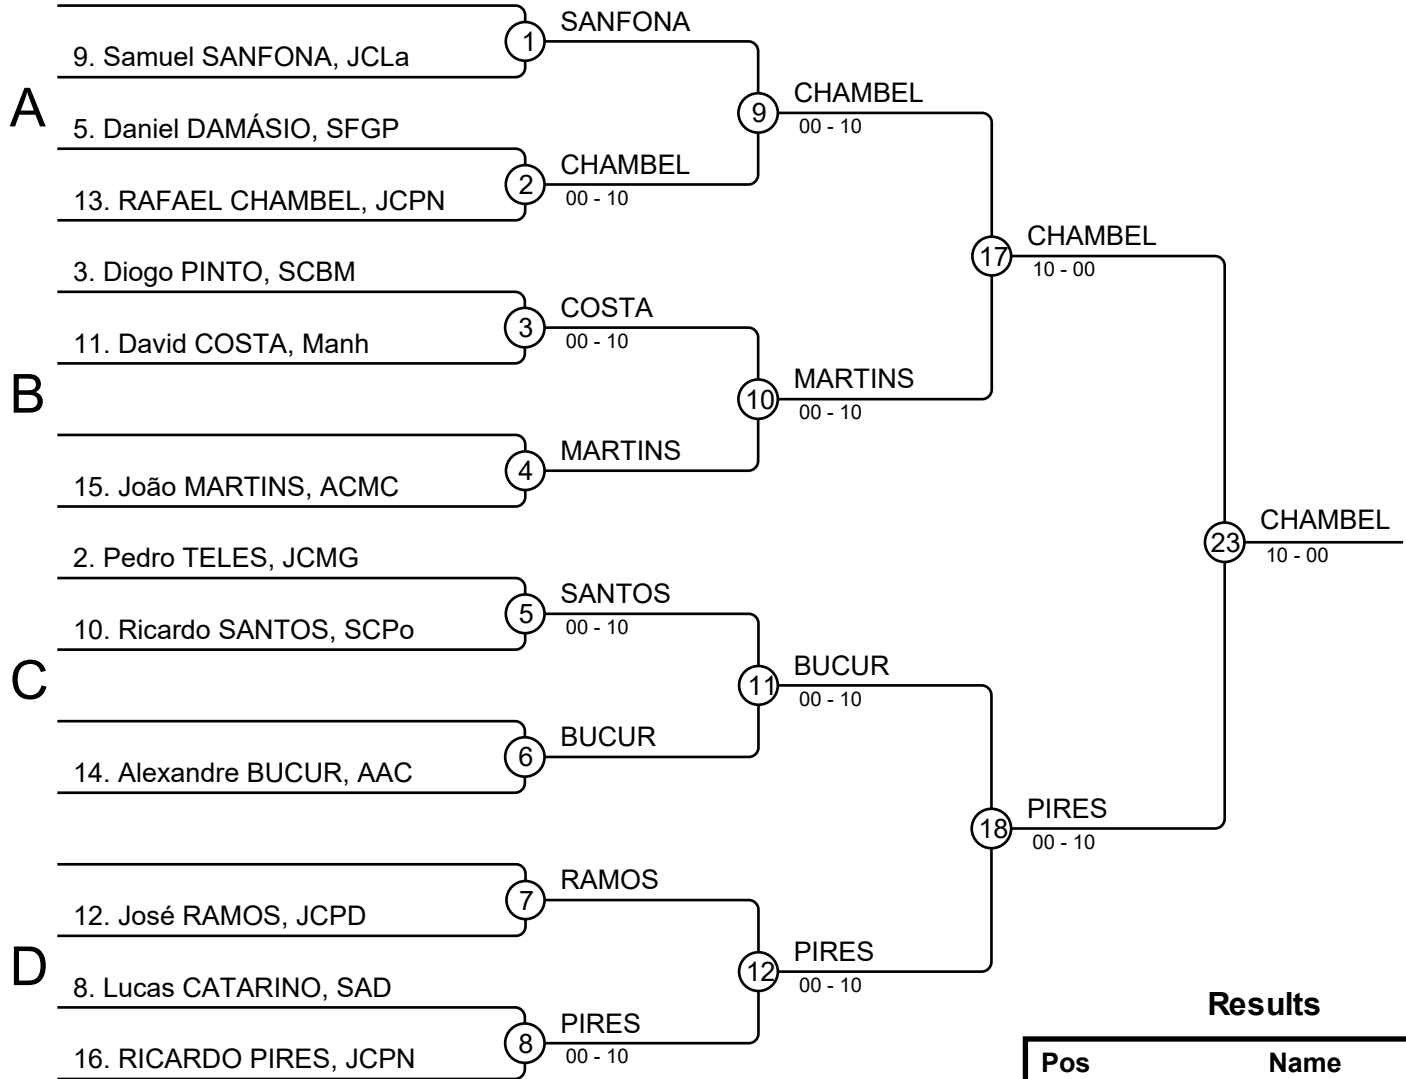 SANFONA
1
9. Samuel SANFONA, JCLa
A
CHAMBEL
9
00 - 10
5. Daniel DAMÁSIO, SFGP
CHAMBEL
2
00 - 10
13. RAFAEL CHAMBEL, JCPN
CHAMBEL
17
10 - 00
3. Diogo PINTO, SCBM
COSTA
3
00 - 10
11. David COSTA, Manh
B
MARTINS
10
00 - 10
MARTINS
4
15. João MARTINS, ACMC
CHAMBEL
23
10 - 00
2. Pedro TELES, JCMG
SANTOS
5
00 - 10
10. Ricardo SANTOS, SCPo
C
BUCUR
11
00 - 10
BUCUR
6
14. Alexandre BUCUR, AAC
PIRES
18
00 - 10
RAMOS
7
12. José RAMOS, JCPD
D
PIRES
12
00 - 10
8. Lucas CATARINO, SAD
PIRES
8
00 - 10
16. RICARDO PIRES, JCPN
Results
Pos Name